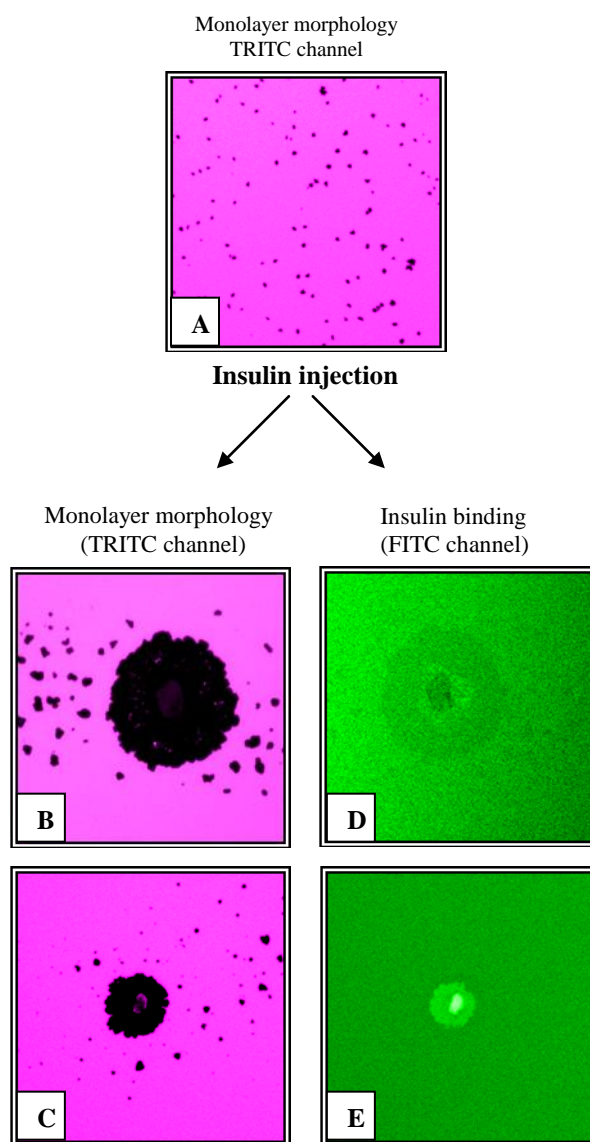 Monolayer morphology
TRITC channel
A
Insulin injection
Monolayer morphology
(TRITC channel)
Insulin binding
(FITC channel)
B
D
C
E